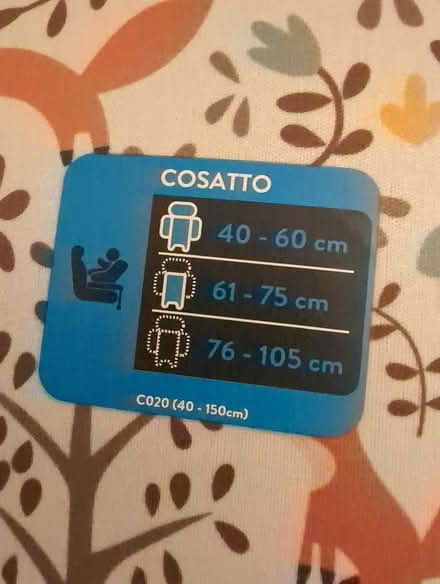 COSATTO
40 - 60 cm
61 - 75 cm
76 - 105 cm
C020 (40 - 150cm)